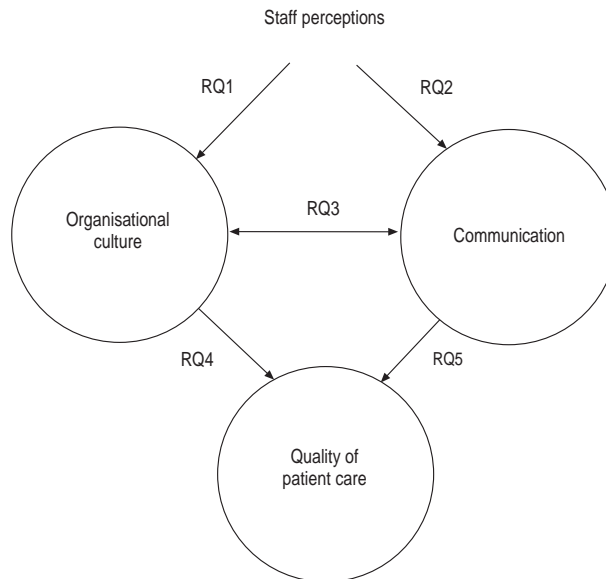 Staff perceptions
RQ1
RQ2
Organisational
culture
RQ3
Communication
RQ4
RQ5
Quality of
patient care